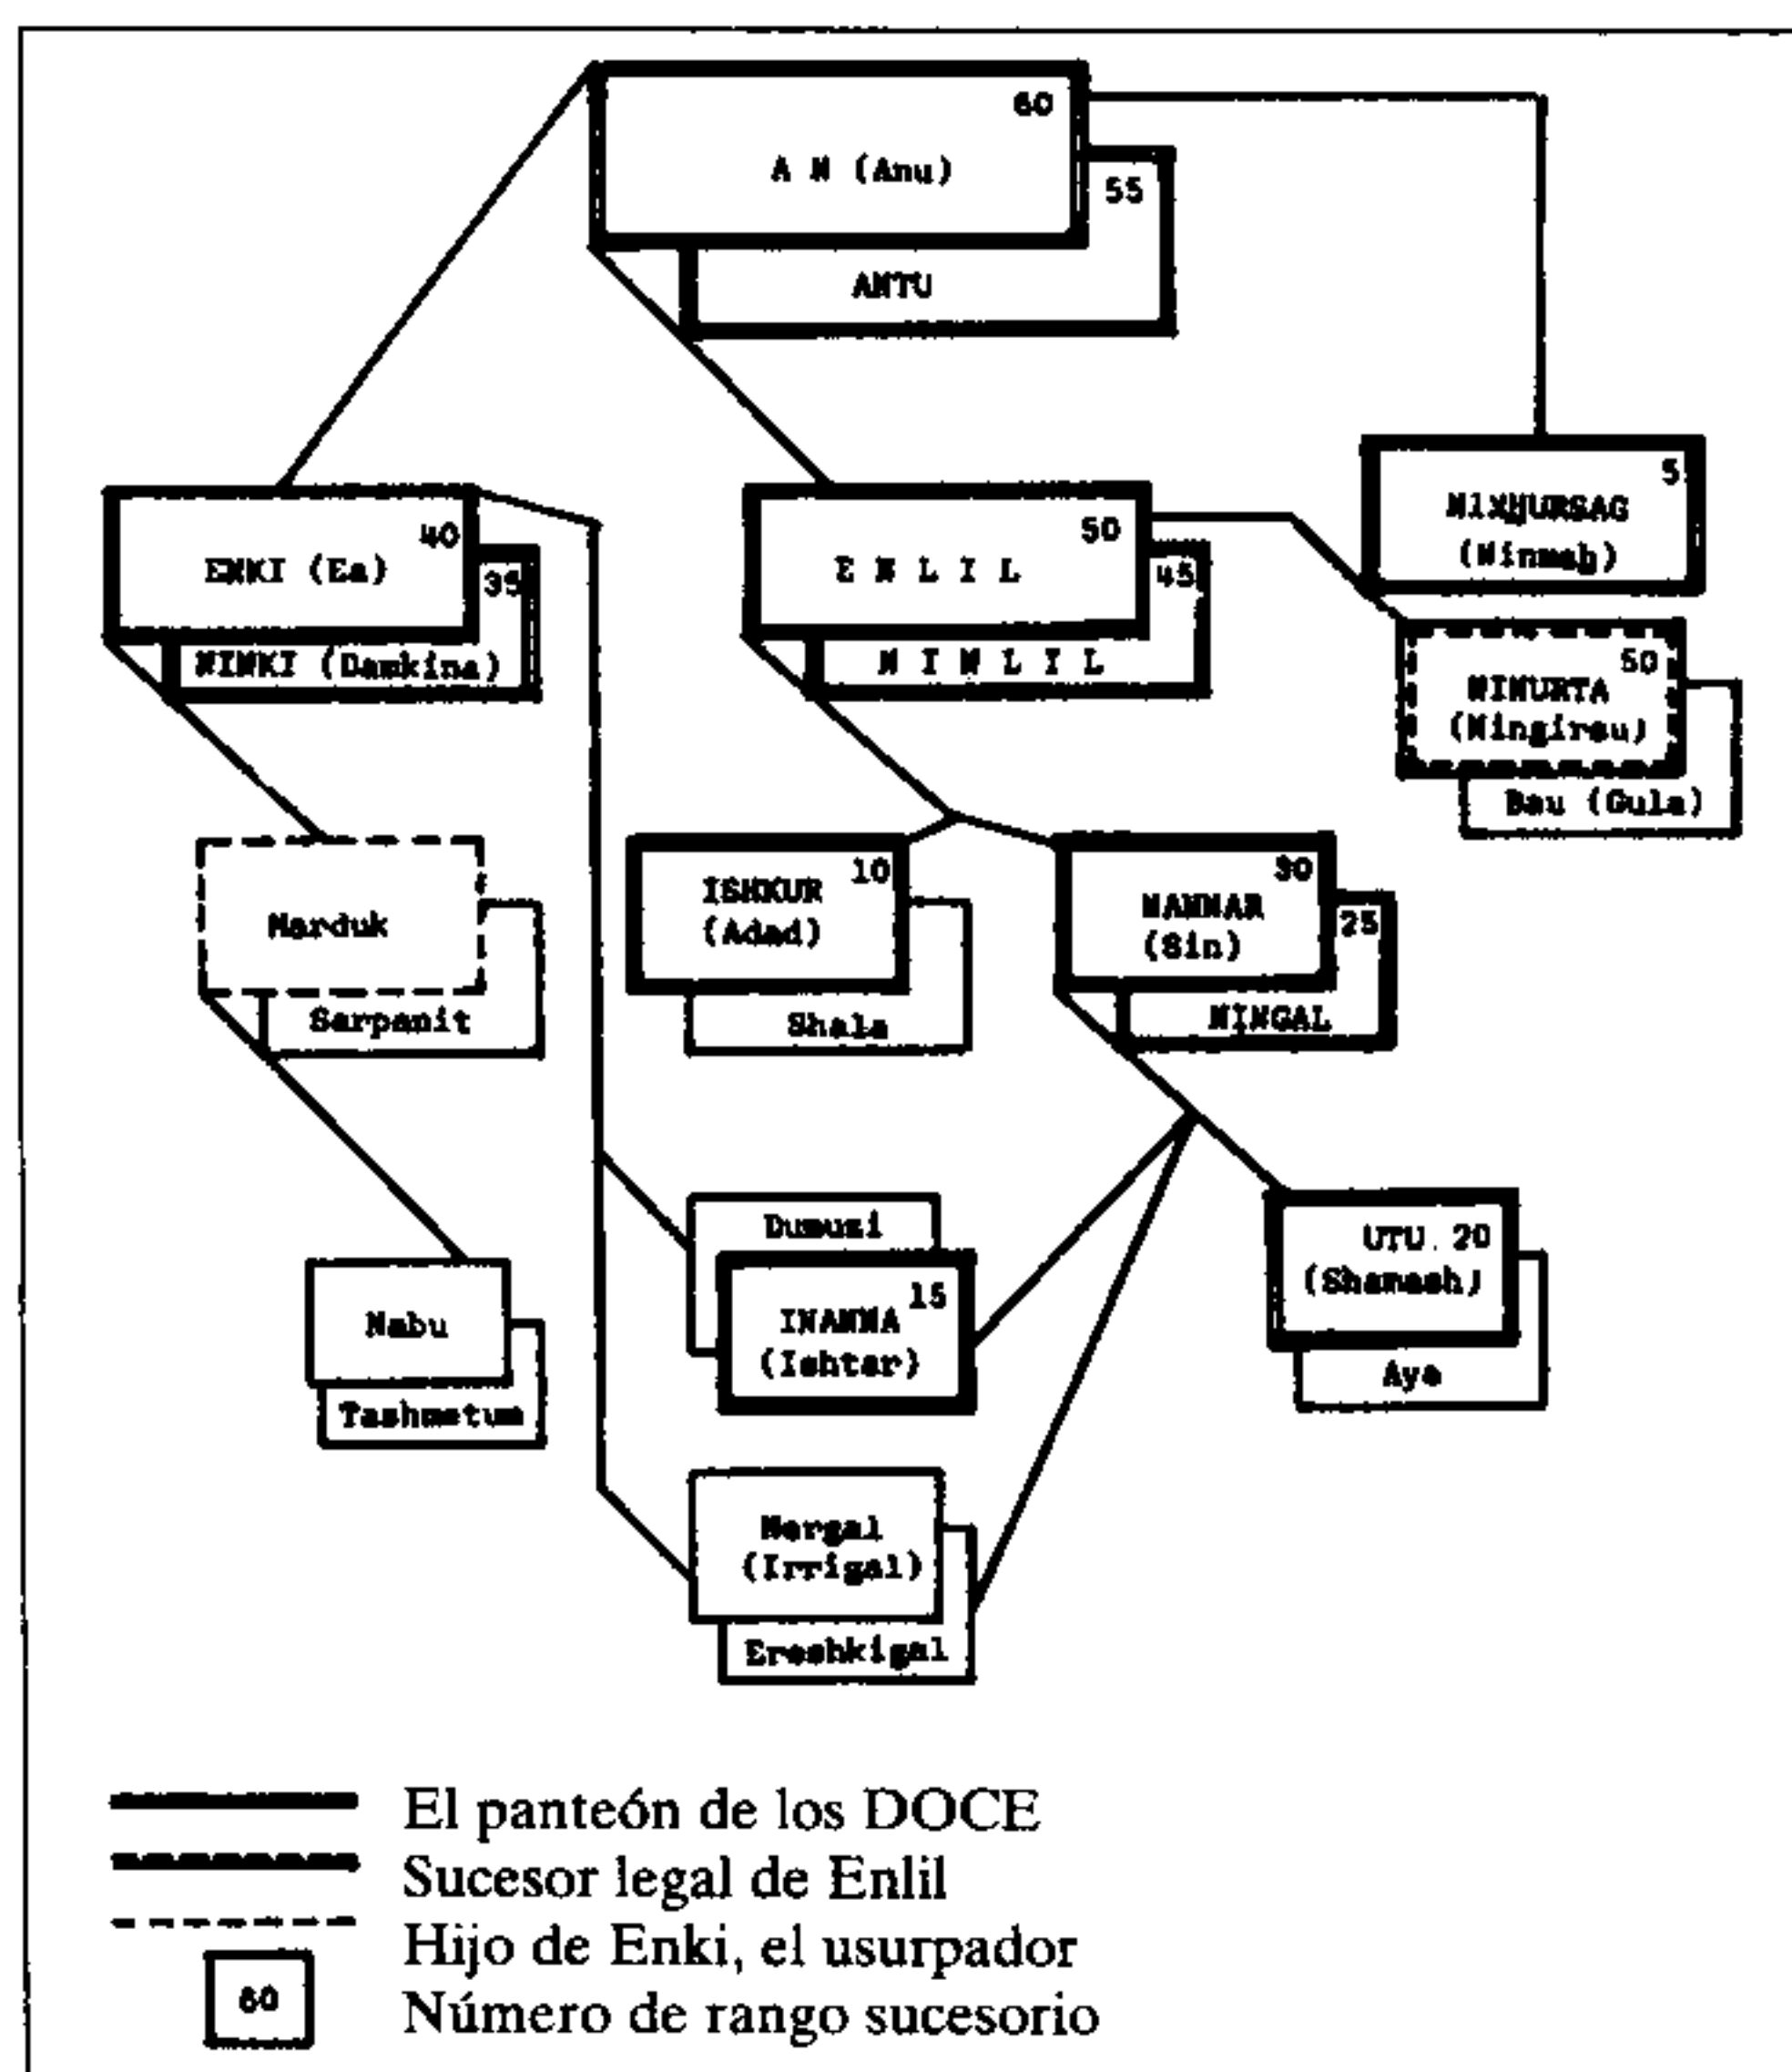 60
A N (Anu)
55
ANTU
5
NINHURSAG
(Ninmah)
40
ENKI (Ea)
35
NINKI (Damkina)
50
E N L I L
45
N I N L I L
50
NINURTA
(Ningirsu)
Bau (Gula)
Marduk
Sarpanit
10
ISHKUR
(Adad)
Shala
30
NANNAR
(Sin)
25
NINGAL
Dumuzi
15
INANNA
(Ishtar)
UTU. 20
(Shamash)
Aya
Nabu
Tashmetum
Nergal
(Irrigal)
Ereshkigal
El panteón de los DOCE
Sucesor legal de Enlil
Hijo de Enki, el usurpador
60
Número de rango sucesorio